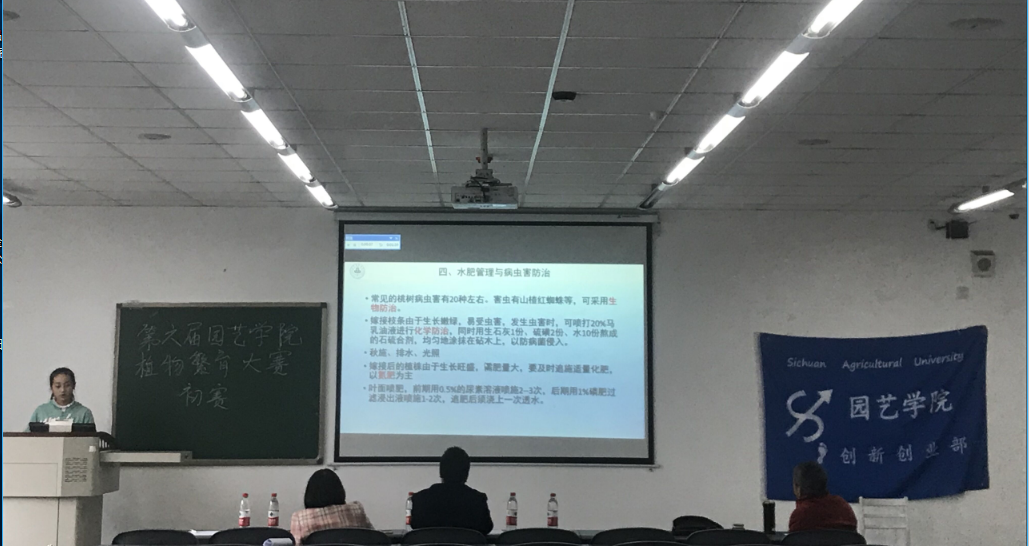 第六届园艺学院
植物繁育大赛
初赛
四、水肥管理与病虫害防治
常见的桃树病虫害有20种左右。害虫有山楂红蜘蛛等，可采用生
物防治。
嫁接枝条由于生长嫩绿，易受虫害，发生虫害时，可喷打20%马
乳油液进行化学防治，同时用生石灰1份、硫磺2份、水10份熬成
的石硫合剂，均匀地涂抹在砧木上，以防病菌侵入。
秋施、排水、光照
嫁接后的植株由于生长旺盛，需肥量大，要及时追施适量化肥，
以氮肥为主
叶面喷肥，前期用0.5%的尿素溶液喷施2-3次，后期用1%磷肥过
滤浸出液喷施1-2次，追肥后须浇上一次透水。
Sichuan Agricultural University
园艺学院
创新创业部